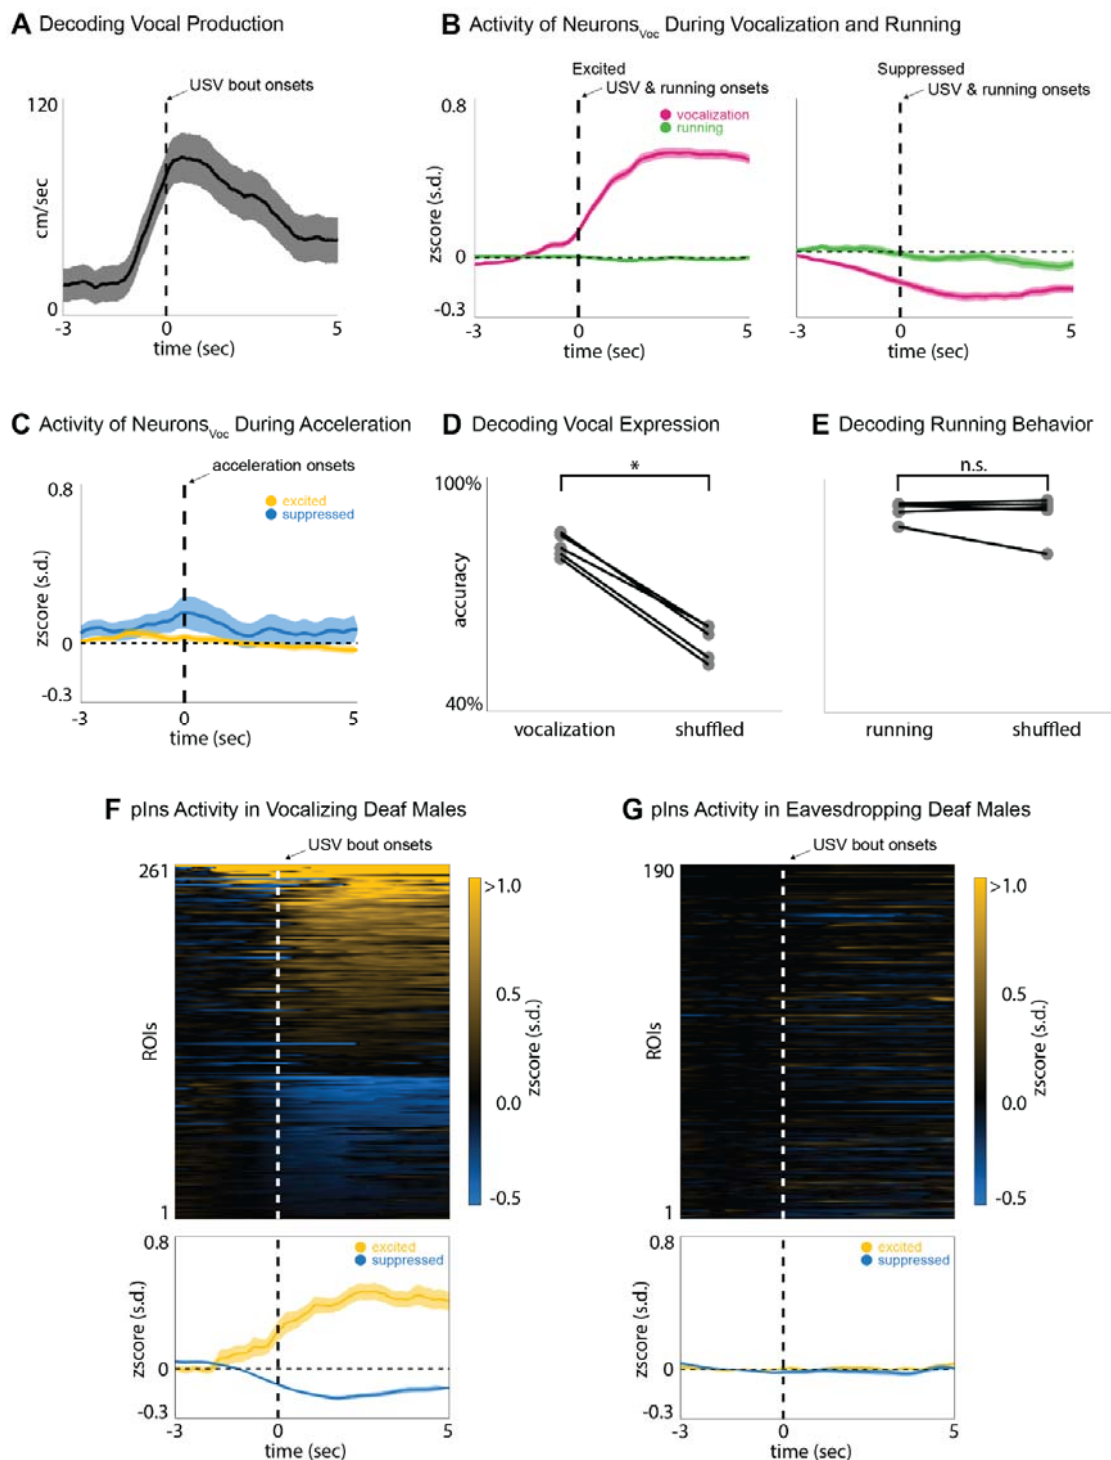 A Decoding Vocal Production
USV bout onsets
120
cm/sec
0
-3
0
5
time (sec)
B Activity of Neurons Voc During Vocalization and Running
Excited
USV & running onsets
0.8
vocalization
running
zscore (s.d.)
0
-0.3
-3
0
5
time (sec)
Suppressed
USV & running onsets
-3
0
5
time (sec)
C Activity of Neurons Voc During Acceleration
acceleration onsets
0.8
excited
suppressed
zscore (s.d.)
0
-0.3
-3
0
5
time (sec)
D Decoding Vocal Expression
*
100%
accuracy
40%
vocalization
shuffled
E Decoding Running Behavior
n.s.
running
shuffled
F pIns Activity in Vocalizing Deaf Males
USV bout onsets
261
ROIs
1
>1.0
0.5
0.0
-0.5
zscore (s.d.)
0.8
excited
suppressed
zscore (s.d.)
0
-0.3
-3
0
5
time (sec)
G pIns Activity in Eavesdropping Deaf Males
USV bout onsets
190
ROIs
1
>1.0
0.5
0.0
-0.5
zscore (s.d.)
0.8
excited
suppressed
zscore (s.d.)
0
-0.3
-3
0
5
time (sec)